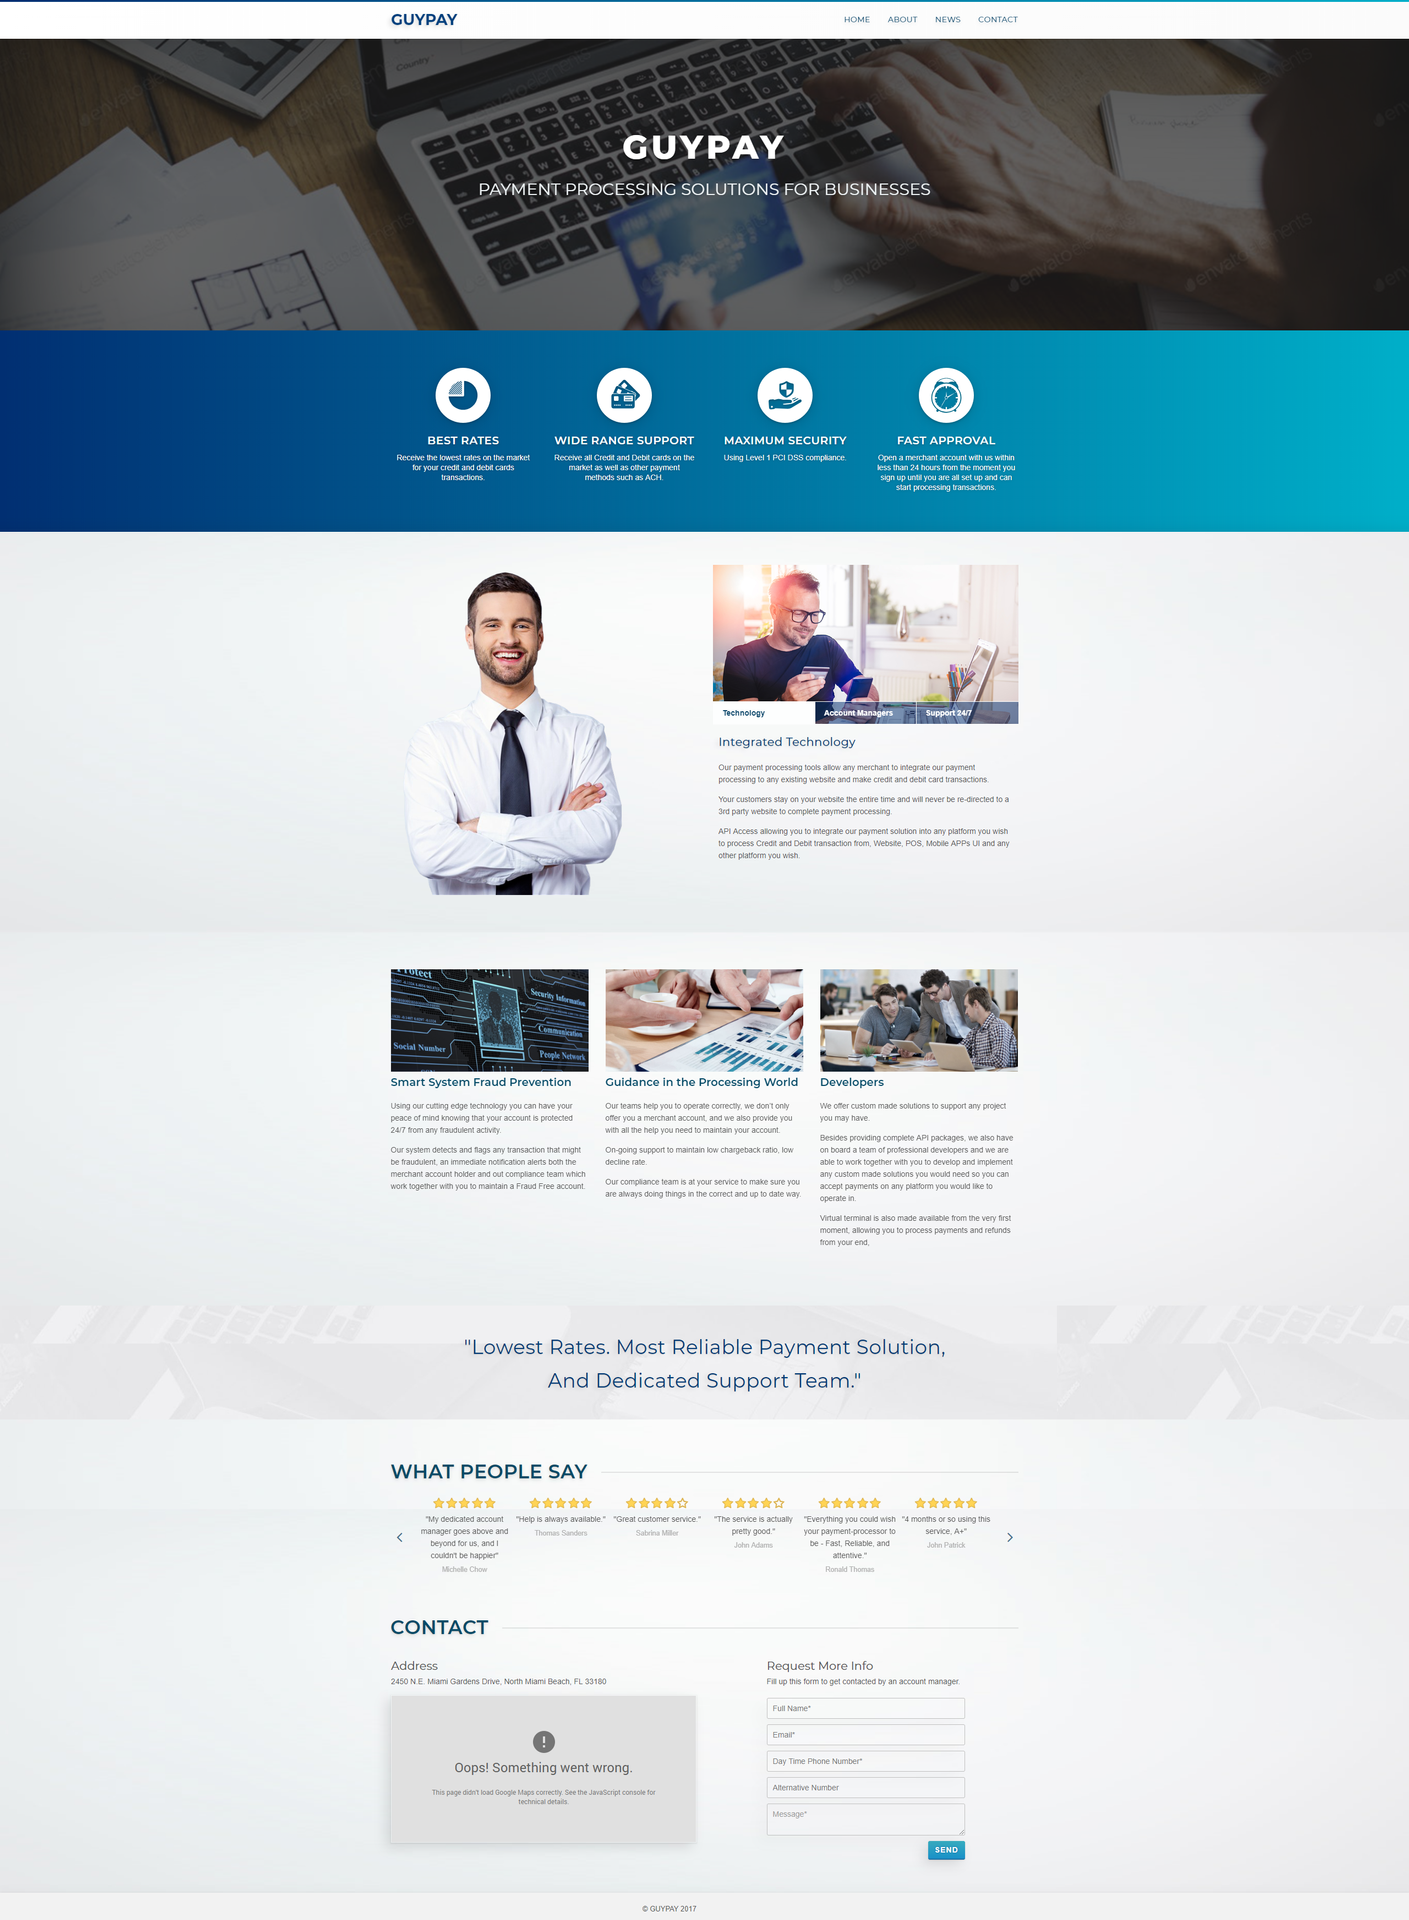 GUYPAY
HOME ABOUT NEWS CONTACT
Country
GUYPAY
PAYMENT PROCESSING SOLUTIONS FOR BUSINESSES
envatoelements
BEST RATES
Receive the lowest rates on the market
for your credit and debit cards
transactions.
WIDE RANGE SUPPORT
Receive all Credit and Debit cards on the
market as well as other payment
methods such as ACH.
MAXIMUM SECURITY
Using Level 1 PCI DSS compliance.
FAST APPROVAL
Open a merchant account with us within
less than 24 hours from the moment you
sign up until you are all set up and can
start processing transactions.
Technology
Account Managers
Support 24/7
Integrated Technology
Our payment processing tools allow any merchant to integrate our payment
processing to any existing website and make credit and debit card transactions.
Your customers stay on your website the entire time and will never be re-directed to a
3rd party website to complete payment processing.
API Access allowing you to integrate our payment solution into any platform you wish
to process Credit and Debit transaction from, Website, POS, Mobile APPs UI and any
other platform you wish.
Protect
Security Information
Communication
Social Number
People Network
Smart System Fraud Prevention
Using our cutting edge technology you can have your
peace of mind knowing that your account is protected
24/7 from any fraudulent activity.
Our system detects and flags any transaction that might
be fraudulent, an immediate notification alerts both the
merchant account holder and out compliance team which
work together with you to maintain a Fraud Free account.
Guidance in the Processing World
Our teams help you to operate correctly, we don't only
offer you a merchant account, and we also provide you
with all the help you need to maintain your account.
On-going support to maintain low chargeback ratio, low
decline rate.
Our compliance team is at your service to make sure you
are always doing things in the correct and up to date way.
Developers
We offer custom made solutions to support any project
you may have.
Besides providing complete API packages, we also have
on board a team of professional developers and we are
able to work together with you to develop and implement
any custom made solutions you would need so you can
accept payments on any platform you would like to
operate in.
Virtual terminal is also made available from the very first
moment, allowing you to process payments and refunds
from your end,
"Lowest Rates. Most Reliable Payment Solution,
And Dedicated Support Team."
WHAT PEOPLE SAY
"My dedicated account
manager goes above and
beyond for us, and I
couldn't be happier"
Michelle Chow
"Help is always available."
Thomas Sanders
"Great customer service."
Sabrina Miller
"The service is actually
pretty good."
John Adams
"Everything you could wish
your payment-processor to
be - Fast, Reliable, and
attentive."
Ronald Thomas
"4 months or so using this
service, A+"
John Patrick
CONTACT
Address
2450 N.E. Miami Gardens Drive, North Miami Beach, FL 33180
Oops! Something went wrong.
This page didn't load Google Maps correctly. See the JavaScript console for
technical details.
Request More Info
Fill up this form to get contacted by an account manager.
Full Name*
Email*
Day Time Phone Number*
Alternative Number
Message*
SEND
© GUYPAY 2017